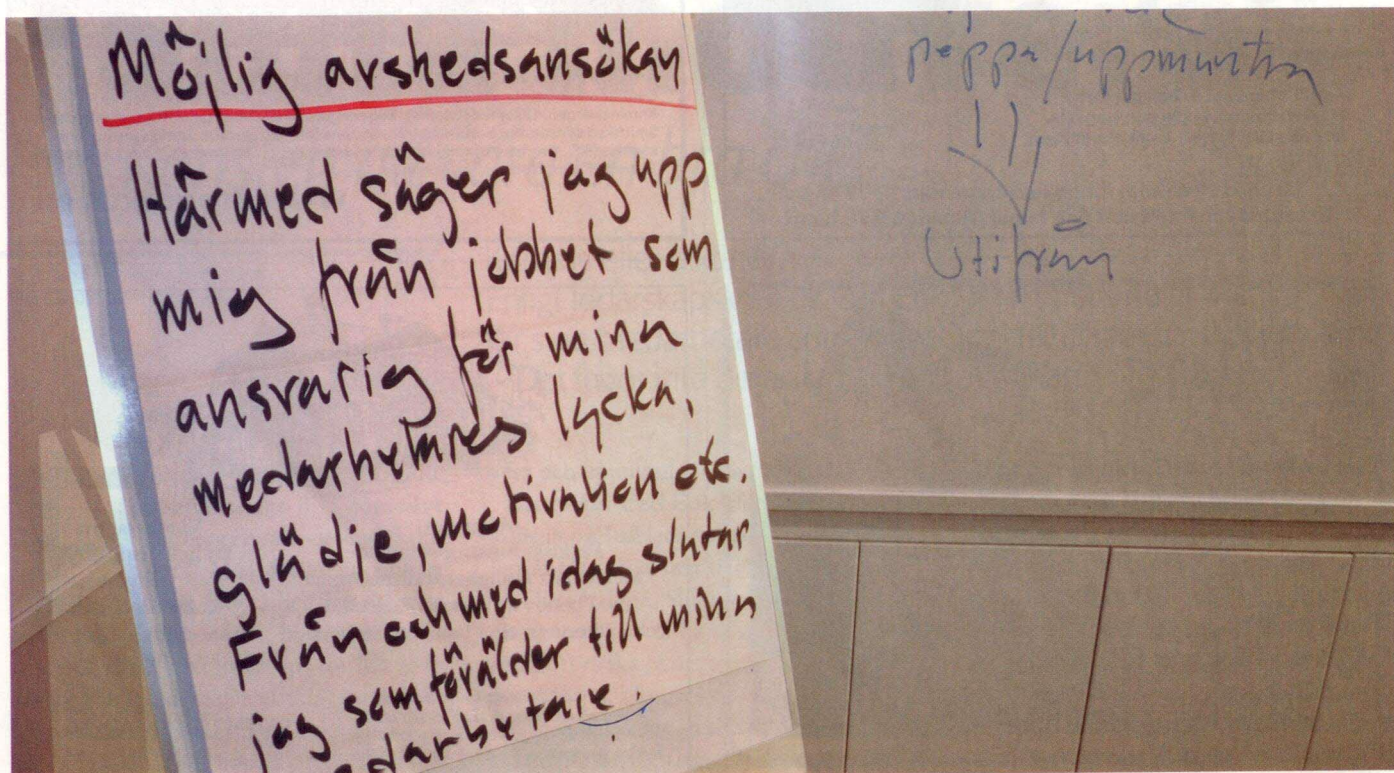 Möjlig avskedsansökan
Härmed säger jag upp
mig från jobbet som
ansvarig för mina
medarbetares lycka,
glädje, motivation etc.
Från och med idag slutar
jag som förälder till mina
medarbetare.
peppa/uppmuntra
Utifrån